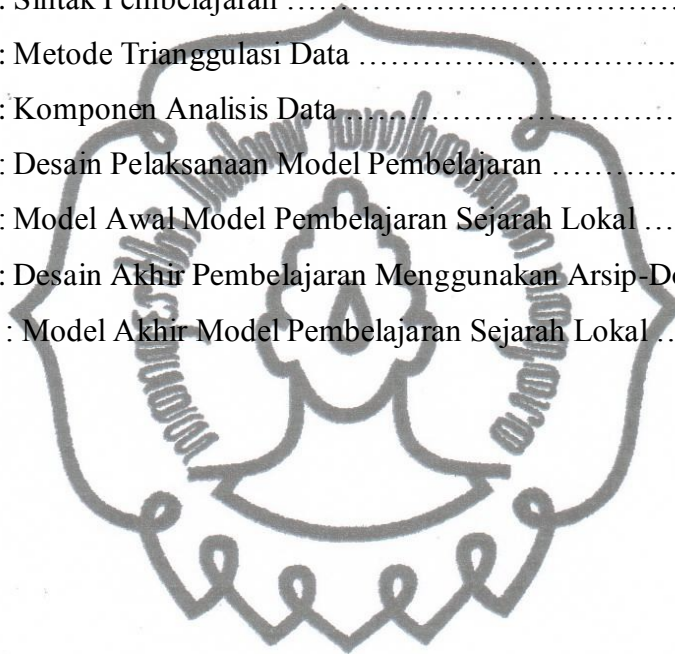 : Sintak Pembelajaran ……………………………
: Metode Trianggulasi Data ……………………………
: Komponen Analisis Data ……………………………
: Desain Pelaksanaan Model Pembelajaran …………
: Model Awal Model Pembelajaran Sejarah Lokal …
: Desain Akhir Pembelajaran Menggunakan Arsip-Do
: Model Akhir Model Pembelajaran Sejarah Lokal …